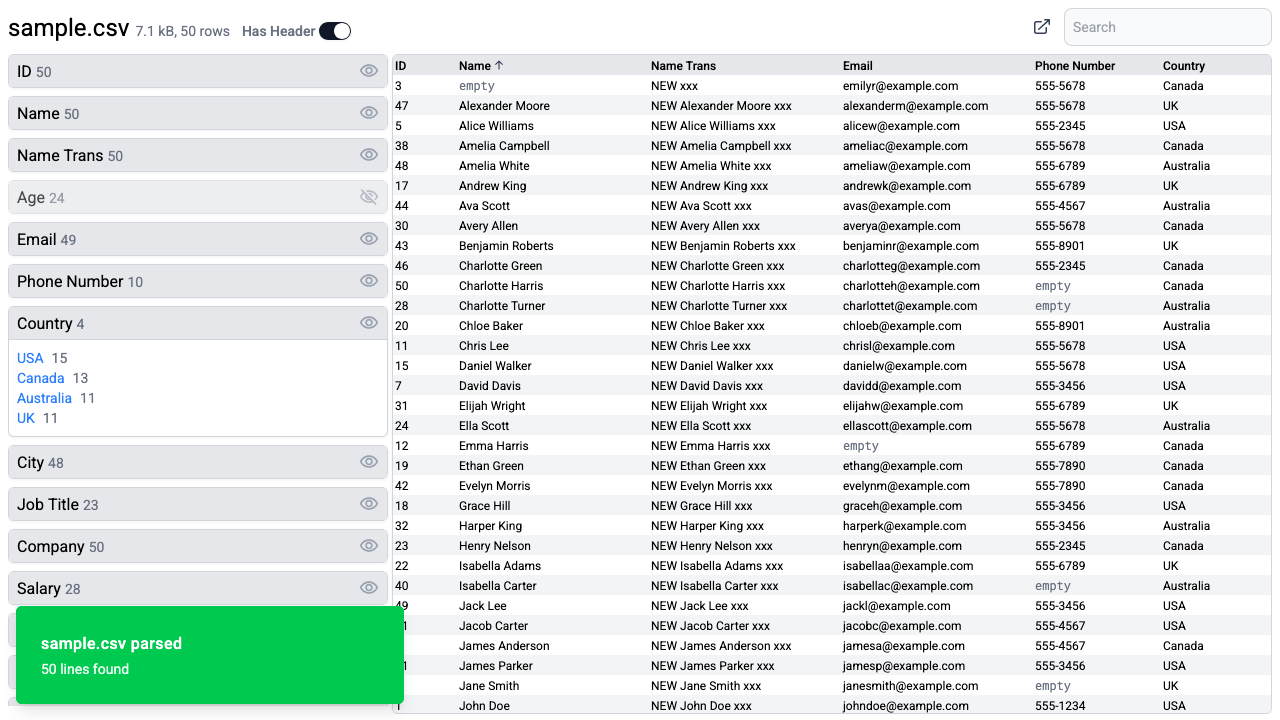 sample.csv 7.1 kB, 50 rows Has Header
Search
ID 50
Name 50
Name Trans 50
Age 24
Email 49
Phone Number 10
Country 4
USA 15
Canada 13
Australia 11
UK 11
City 48
Job Title 23
Company 50
Salary 28
sample.csv parsed
50 lines found
ID Name ↑ Name Trans Email Phone Number Country
3 empty NEW xxx emilyr@example.com 555-5678 Canada
47 Alexander Moore NEW Alexander Moore xxx alexanderm@example.com 555-5678 UK
5 Alice Williams NEW Alice Williams xxx alicew@example.com 555-2345 USA
38 Amelia Campbell NEW Amelia Campbell xxx ameliac@example.com 555-5678 Canada
48 Amelia White NEW Amelia White xxx ameliaw@example.com 555-6789 Australia
17 Andrew King NEW Andrew King xxx andrewk@example.com 555-6789 UK
44 Ava Scott NEW Ava Scott xxx avas@example.com 555-4567 Australia
30 Avery Allen NEW Avery Allen xxx averya@example.com 555-5678 Canada
43 Benjamin Roberts NEW Benjamin Roberts xxx benjaminr@example.com 555-8901 UK
46 Charlotte Green NEW Charlotte Green xxx charlotteg@example.com 555-2345 Canada
50 Charlotte Harris NEW Charlotte Harris xxx charlotteh@example.com empty Canada
28 Charlotte Turner NEW Charlotte Turner xxx charlottet@example.com empty Australia
20 Chloe Baker NEW Chloe Baker xxx chloeb@example.com 555-8901 Australia
11 Chris Lee NEW Chris Lee xxx chrisl@example.com 555-5678 USA
15 Daniel Walker NEW Daniel Walker xxx danielw@example.com 555-5678 USA
7 David Davis NEW David Davis xxx davidd@example.com 555-3456 USA
31 Elijah Wright NEW Elijah Wright xxx elijahw@example.com 555-6789 UK
24 Ella Scott NEW Ella Scott xxx ellascott@example.com 555-5678 Australia
12 Emma Harris NEW Emma Harris xxx empty 555-6789 Canada
19 Ethan Green NEW Ethan Green xxx ethang@example.com 555-7890 Canada
42 Evelyn Morris NEW Evelyn Morris xxx evelynm@example.com 555-7890 Canada
18 Grace Hill NEW Grace Hill xxx graceh@example.com 555-3456 USA
32 Harper King NEW Harper King xxx harperk@example.com 555-3456 Australia
23 Henry Nelson NEW Henry Nelson xxx henryn@example.com 555-2345 Canada
22 Isabella Adams NEW Isabella Adams xxx isabellaa@example.com 555-6789 UK
40 Isabella Carter NEW Isabella Carter xxx isabellac@example.com empty Australia
49 Jack Lee NEW Jack Lee xxx jackl@example.com 555-3456 USA
Jacob Carter NEW Jacob Carter xxx jacobc@example.com 555-4567 USA
James Anderson NEW James Anderson xxx jamesa@example.com 555-4567 Canada
James Parker NEW James Parker xxx jamesp@example.com 555-3456 USA
Jane Smith NEW Jane Smith xxx janesmith@example.com empty UK
1 John Doe NEW John Doe xxx johndoe@example.com 555-1234 USA